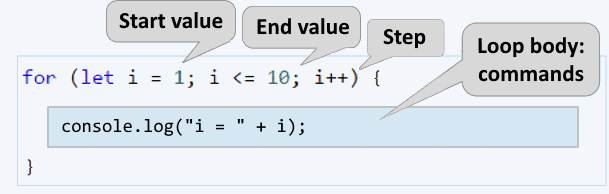 Start value
End value
Step
Loop body:
commands
for (let i = 1; i <= 10; i++) {
console.log("i = " + i);
}